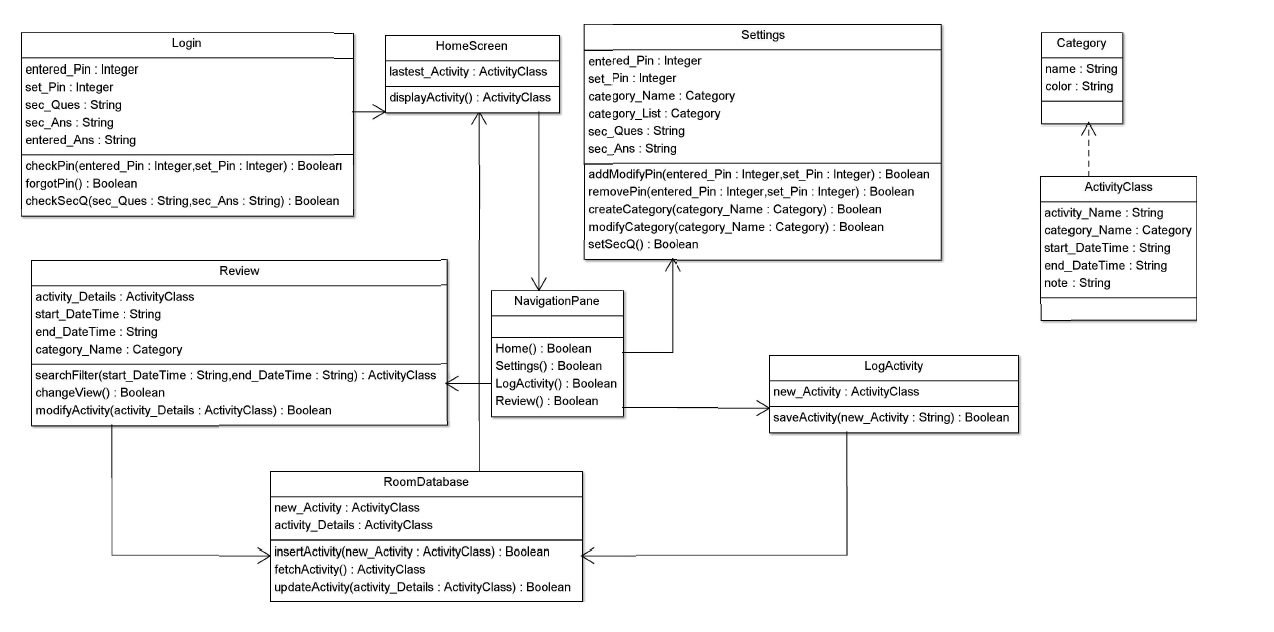 Login
entered_Pin : Integer
set_Pin : Integer
sec_Ques : String
sec_Ans : String
entered_Ans : String
checkPin(entered_Pin : Integer,set_Pin : Integer) : Boolean
forgotPin() : Boolean
checkSecQ(sec_Ques : String,sec_Ans : String) : Boolean
HomeScreen
lastest_Activity : ActivityClass
displayActivity() : ActivityClass
Settings
entered_Pin : Integer
set_Pin : Integer
category_Name : Category
category_List : Category
sec_Ques : String
sec_Ans : String
addModifyPin(entered_Pin : Integer,set_Pin : Integer) : Boolean
removePin(entered_Pin : Integer,set_Pin : Integer) : Boolean
createCategory(category_Name : Category) : Boolean
modifyCategory(category_Name : Category) : Boolean
setSecQ() : Boolean
Category
name : String
color : String
ActivityClass
activity_Name : String
category_Name : Category
start_DateTime : String
end_DateTime : String
note : String
Review
activity_Details : ActivityClass
start_DateTime : String
end_DateTime : String
category_Name : Category
searchFilter(start_DateTime : String,end_DateTime : String) : ActivityClass
changeView() : Boolean
modifyActivity(activity_Details : ActivityClass) : Boolean
NavigationPane
Home() : Boolean
Settings() : Boolean
LogActivity() : Boolean
Review() : Boolean
LogActivity
new_Activity : ActivityClass
saveActivity(new_Activity : String) : Boolean
RoomDatabase
new_Activity : ActivityClass
activity_Details : ActivityClass
insertActivity(new_Activity : ActivityClass) : Boolean
fetchActivity() : ActivityClass
updateActivity(activity_Details : ActivityClass) : Boolean